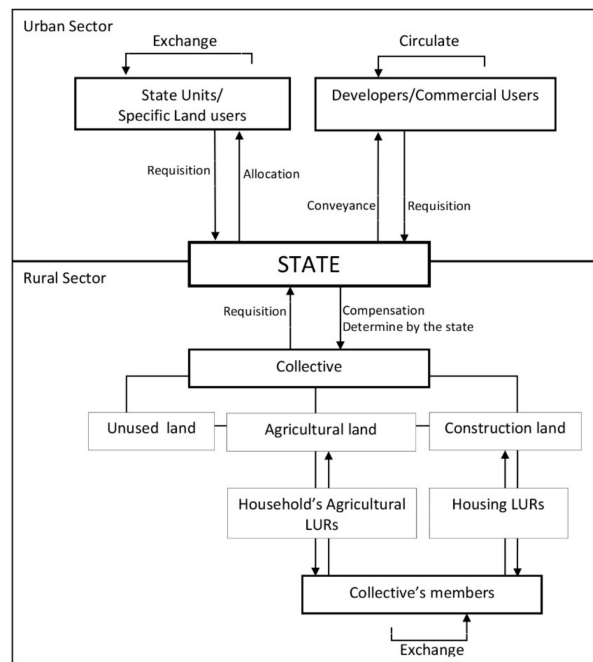 Urban Sector
Exchange
Circulate
State Units/
Specific Land users
Developers/Commercial Users
Requisition
Allocation
Conveyance
Requisition
STATE
Rural Sector
Requisition
Compensation
Determine by the state
Collective
Unused land
Agricultural land
Construction land
Household's Agricultural
LURs
Housing LURs
Collective's members
Exchange